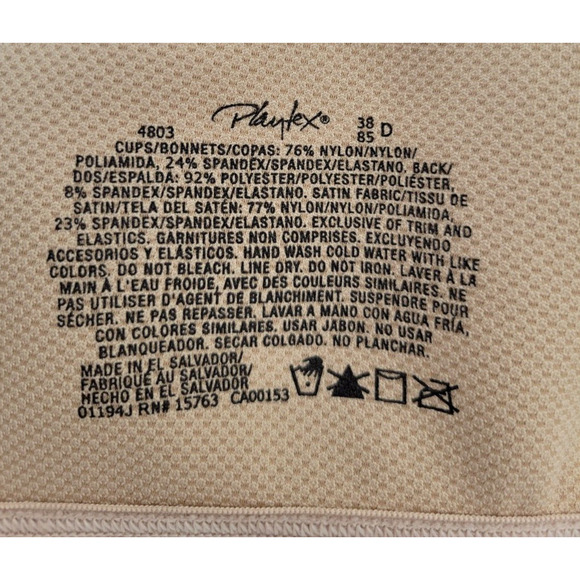 4803 Playtex® 38 85 D
CUPS/BONNETS/COPAS: 76% NYLON/NYLON/
POLIAMIDA, 24% SPANDEX/SPANDEX/ELASTANO. BACK/
DOS/ESPALDA: 92% POLYESTER/POLYESTER/POLIÉSTER,
8% SPANDEX/SPANDEX/ELASTANO. SATIN FABRIC/TISSU DE
SATIN/TELA DEL SATÉN: 77% NYLON/NYLON/POLIAMIDA,
23% SPANDEX/SPANDEX/ELASTANO. EXCLUSIVE OF TRIM AND
ELASTICS. GARNITURES NON COMPRISES. EXCLUYENDO
ACCESORIOS Y ELÁSTICOS. HAND WASH COLD WATER WITH LIKE
COLORS. DO NOT BLEACH. LINE DRY. DO NOT IRON. LAVER À LA
MAIN À L'EAU FROIDE, AVEC DES COULEURS SIMILAIRES. NE
PAS UTILISER D'AGENT DE BLANCHIMENT. SUSPENDRE POUR
SÉCHER. NE PAS REPASSER. LAVAR A MANO CON AGUA FRÍA,
CON COLORES SIMILARES. USAR JABON. NO USAR
BLANQUEADOR. SECAR COLGADO. NO PLANCHAR.
MADE IN EL SALVADOR/
FABRIQUÉ AU SALVADOR/
HECHO EN EL SALVADOR
01194J RN# 15763 CA00153